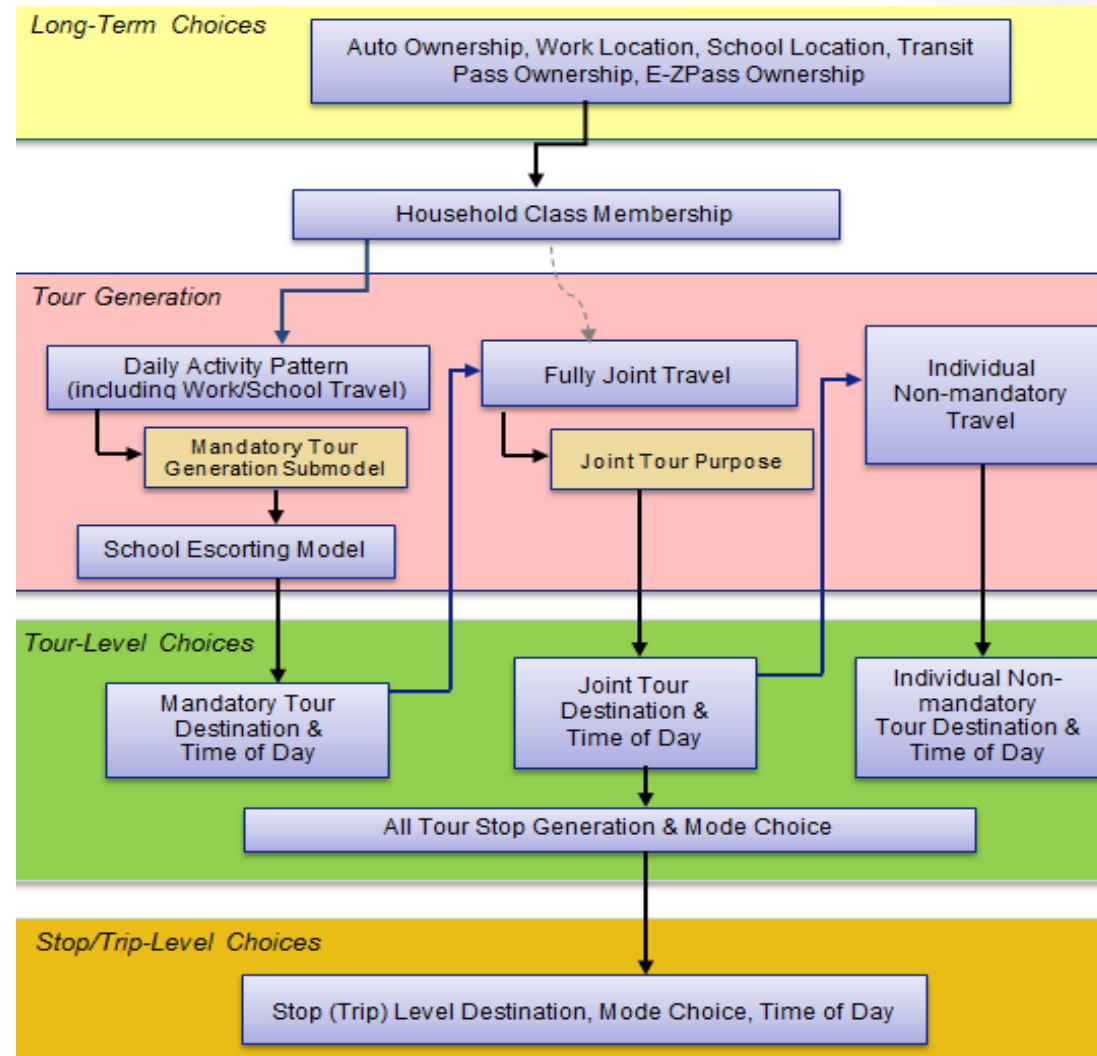 Long-Term Choices
Auto Ownership, Work Location, School Location, Transit
Pass Ownership, E-ZPass Ownership
Household Class Membership
Tour Generation
Daily Activity Pattern
(including Work/School Travel)
Mandatory Tour
Generation Submodel
School Escorting Model
Fully Joint Travel
Joint Tour Purpose
Individual
Non-mandatory
Travel
Tour-Level Choices
Mandatory Tour
Destination &
Time of Day
Joint Tour
Destination &
Time of Day
Individual Non-
mandatory
Tour Destination &
Time of Day
All Tour Stop Generation & Mode Choice
Stop/Trip-Level Choices
Stop (Trip) Level Destination, Mode Choice, Time of Day